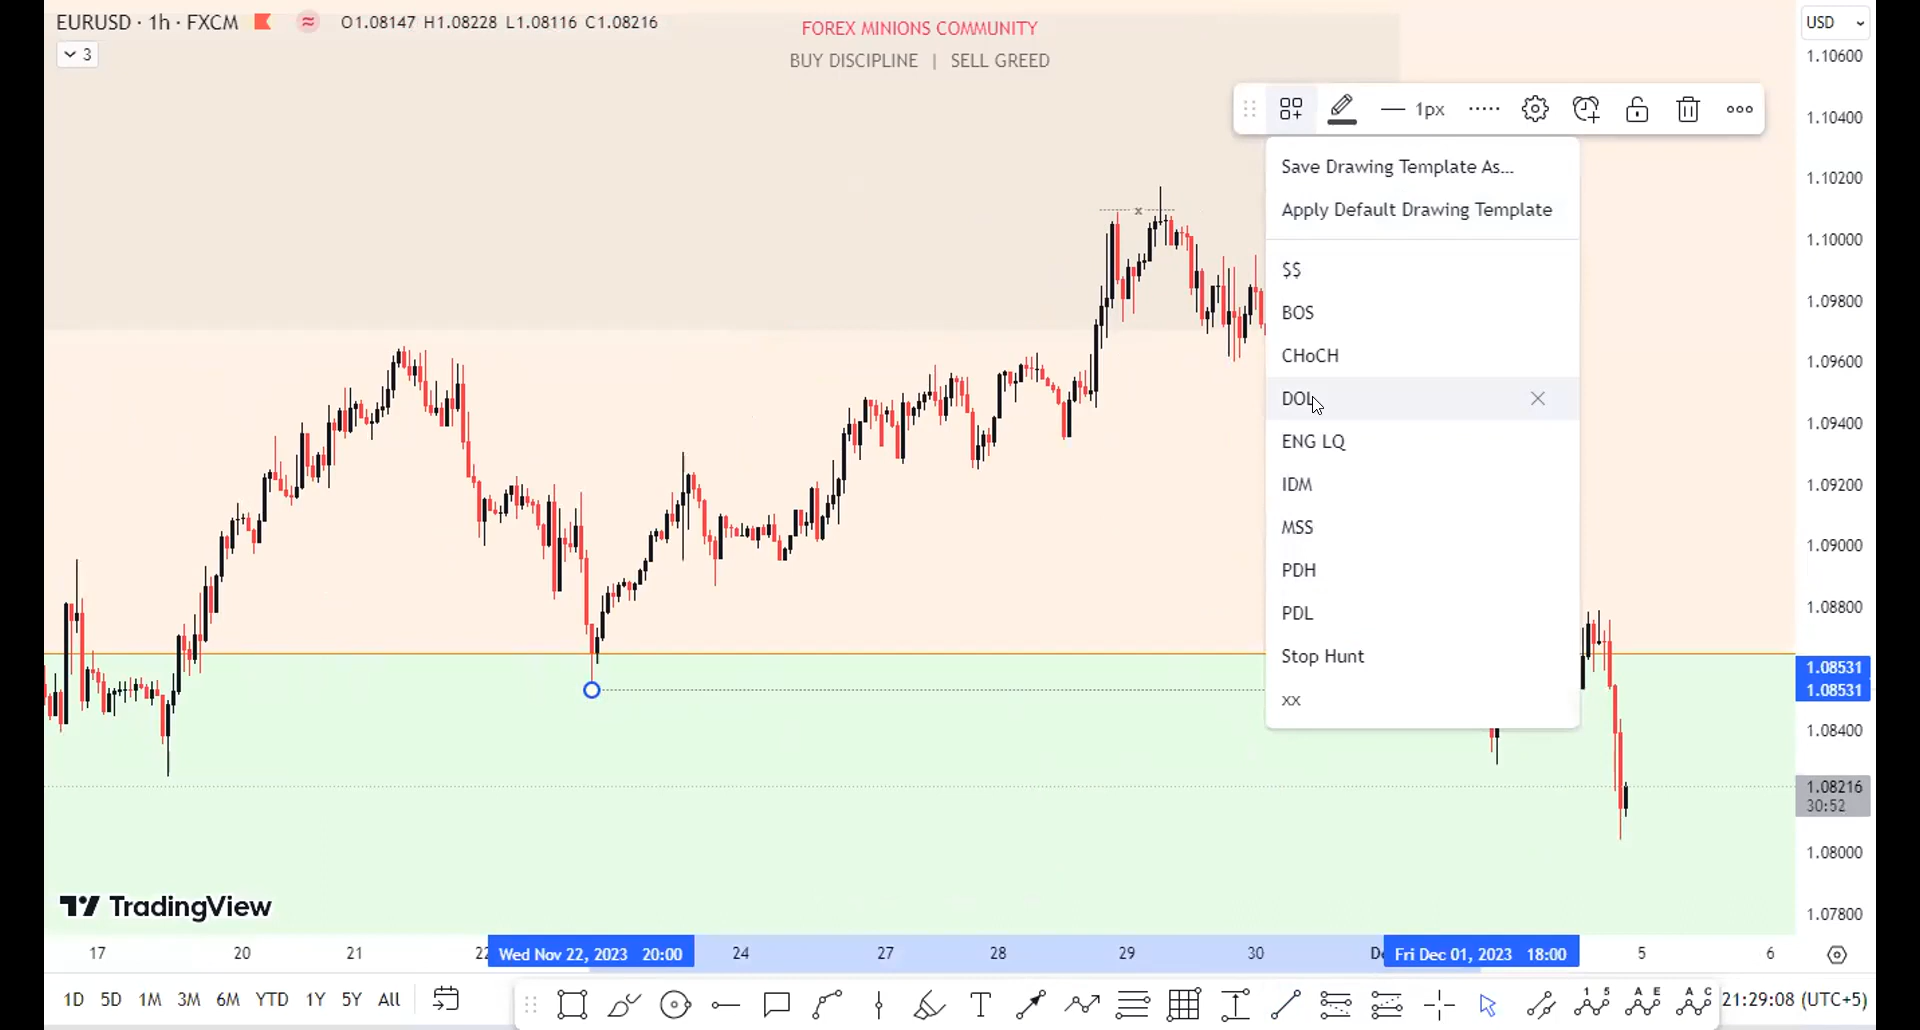 EURUSD · 1h · FXCM O1.08147 H1.08228 L1.08116 C1.08216
3
FOREX MINIONS COMMUNITY
BUY DISCIPLINE | SELL GREED
USD
1px
Save Drawing Template As...
Apply Default Drawing Template
$$
BOS
CHoCH
DOL
ENG LQ
IDM
MSS
PDH
PDL
Stop Hunt
xx
x
1.10600
1.10400
1.10200
1.10000
1.09800
1.09600
1.09400
1.09200
1.09000
1.08800
1.08531
1.08531
1.08400
1.08216
30:52
1.08000
1.07800
TradingView
17 20 21 22 Wed Nov 22, 2023 20:00 24 27 28 29 30 D Fri Dec 01, 2023 18:00 5 6
1D 5D 1M 3M 6M YTD 1Y 5Y All
T
1 5
A E
A C
21:29:08 (UTC+5)